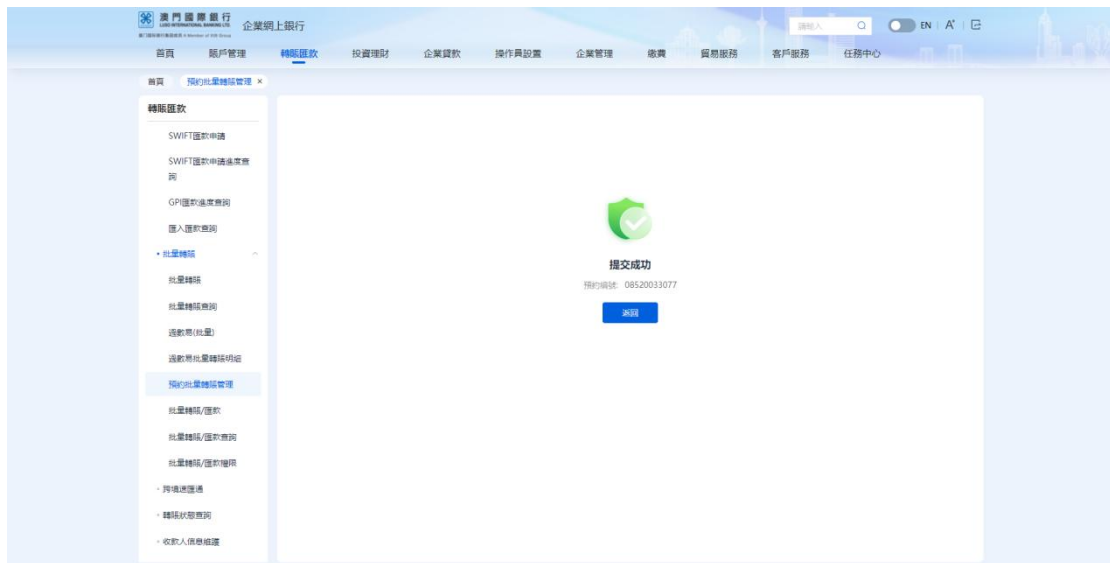 澳門國際銀行
LUSO INTERNATIONAL BANKING LTD.
企業網上銀行
請輸入
EN
A
首頁
賬戶管理
轉賬匯款
投資理財
企業貸款
操作員設置
企業管理
繳費
貿易服務
客戶服務
任務中心
首頁
預約批量轉賬管理 ×
轉賬匯款
SWIFT匯款申請
SWIFT匯款申請進度查
詢
GPI匯款進度查詢
匯入匯款查詢
批量轉賬
批量轉賬
批量轉賬查詢
過數易(批量)
過數易批量轉賬明細
預約批量轉賬管理
批量轉賬/匯款
批量轉賬/匯款查詢
批量轉賬/匯款權限
跨境速匯通
轉賬狀態查詢
收款人信息維護
提交成功
預約編號: 08520033077
返回